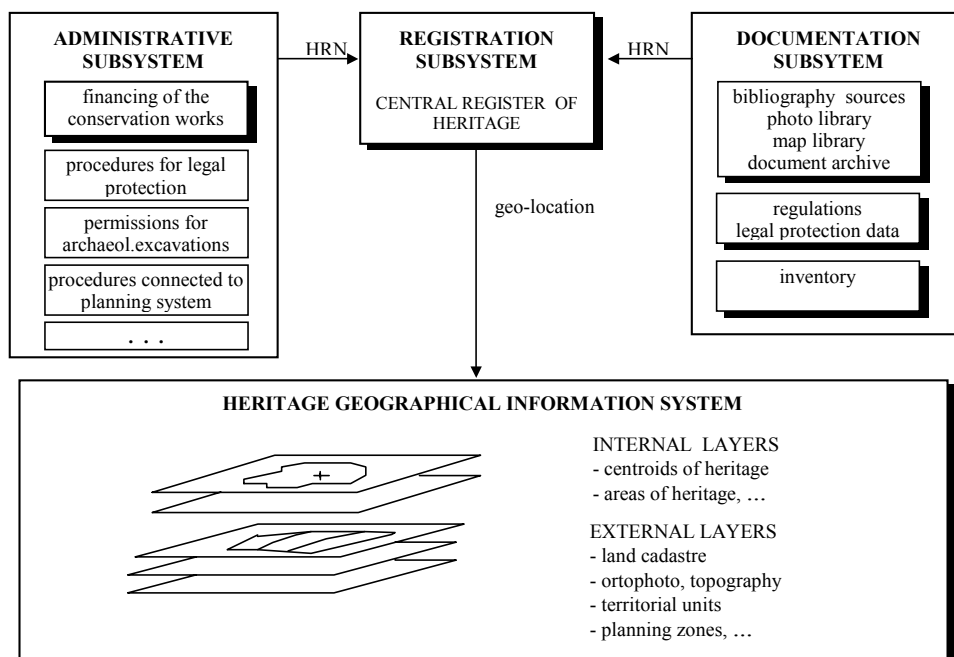 ADMINISTRATIVE
SUBSYSTEM
financing of the
conservation works
procedures for legal
protection
permissions for
archaeol.excavations
procedures connected to
planning system
. . .
HRN
REGISTRATION
SUBSYSTEM
CENTRAL REGISTER OF
HERITAGE
HRN
DOCUMENTATION
SUBSYTEM
bibliography sources
photo library
map library
document archive
regulations
legal protection data
inventory
geo-location
HERITAGE GEOGRAPHICAL INFORMATION SYSTEM
INTERNAL LAYERS
- centroids of heritage
- areas of heritage, …
EXTERNAL LAYERS
- land cadastre
- ortophoto, topography
- territorial units
- planning zones, …